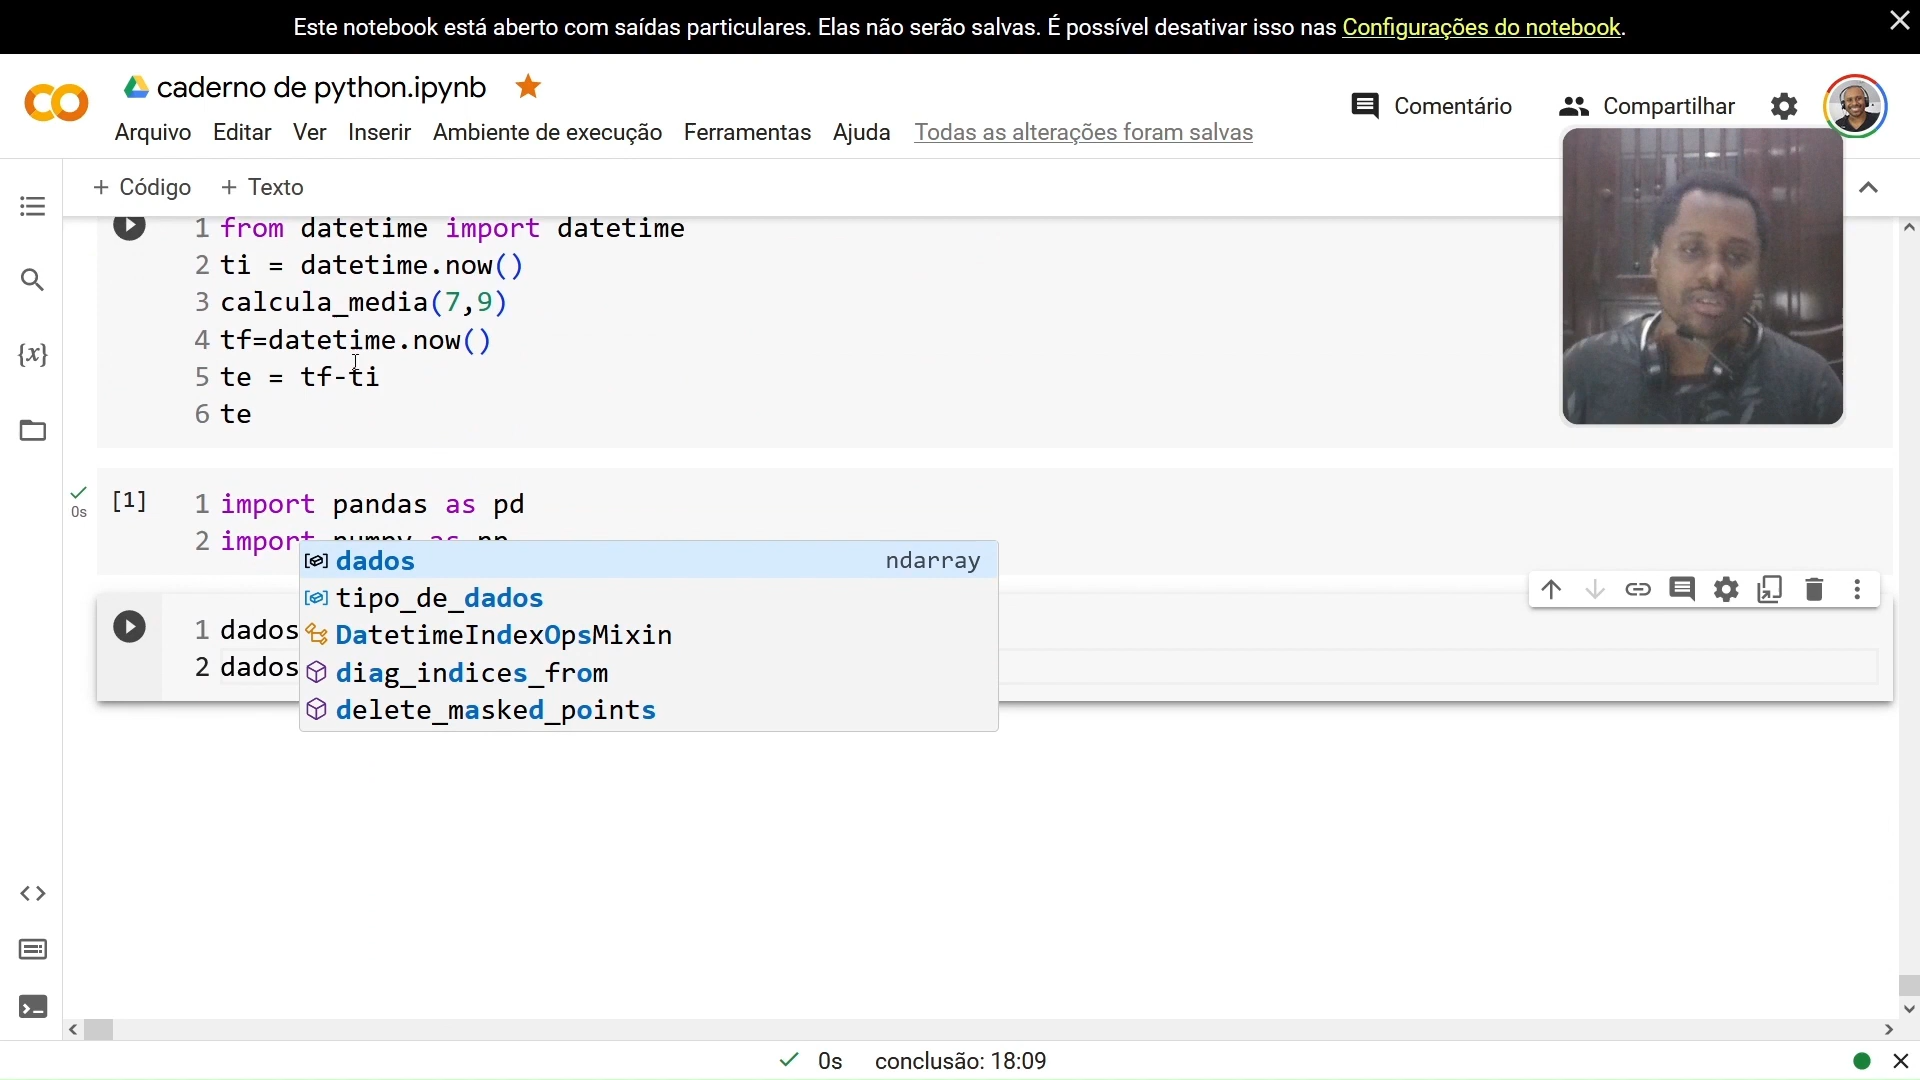 Este notebook está aberto com saídas particulares. Elas não serão salvas. É possível desativar isso nas Configurações do notebook.
caderno de python.ipynb
Comentário
Compartilhar
Arquivo Editar Ver Inserir Ambiente de execução Ferramentas Ajuda Todas as alterações foram salvas
+ Código + Texto
1 from datetime import datetime
2 ti = datetime.now()
3 calcula_media(7,9)
4 tf=datetime.now()
5 te = tf-ti
6 te
{x}
0s
[1]
1 import pandas as pd
2 import numpy as np
dados ndarray
tipo_de_dados
DatetimeIndexOpsMixin
diag_indices_from
delete_masked_points
1 dados
2 dados
0s conclusão: 18:09